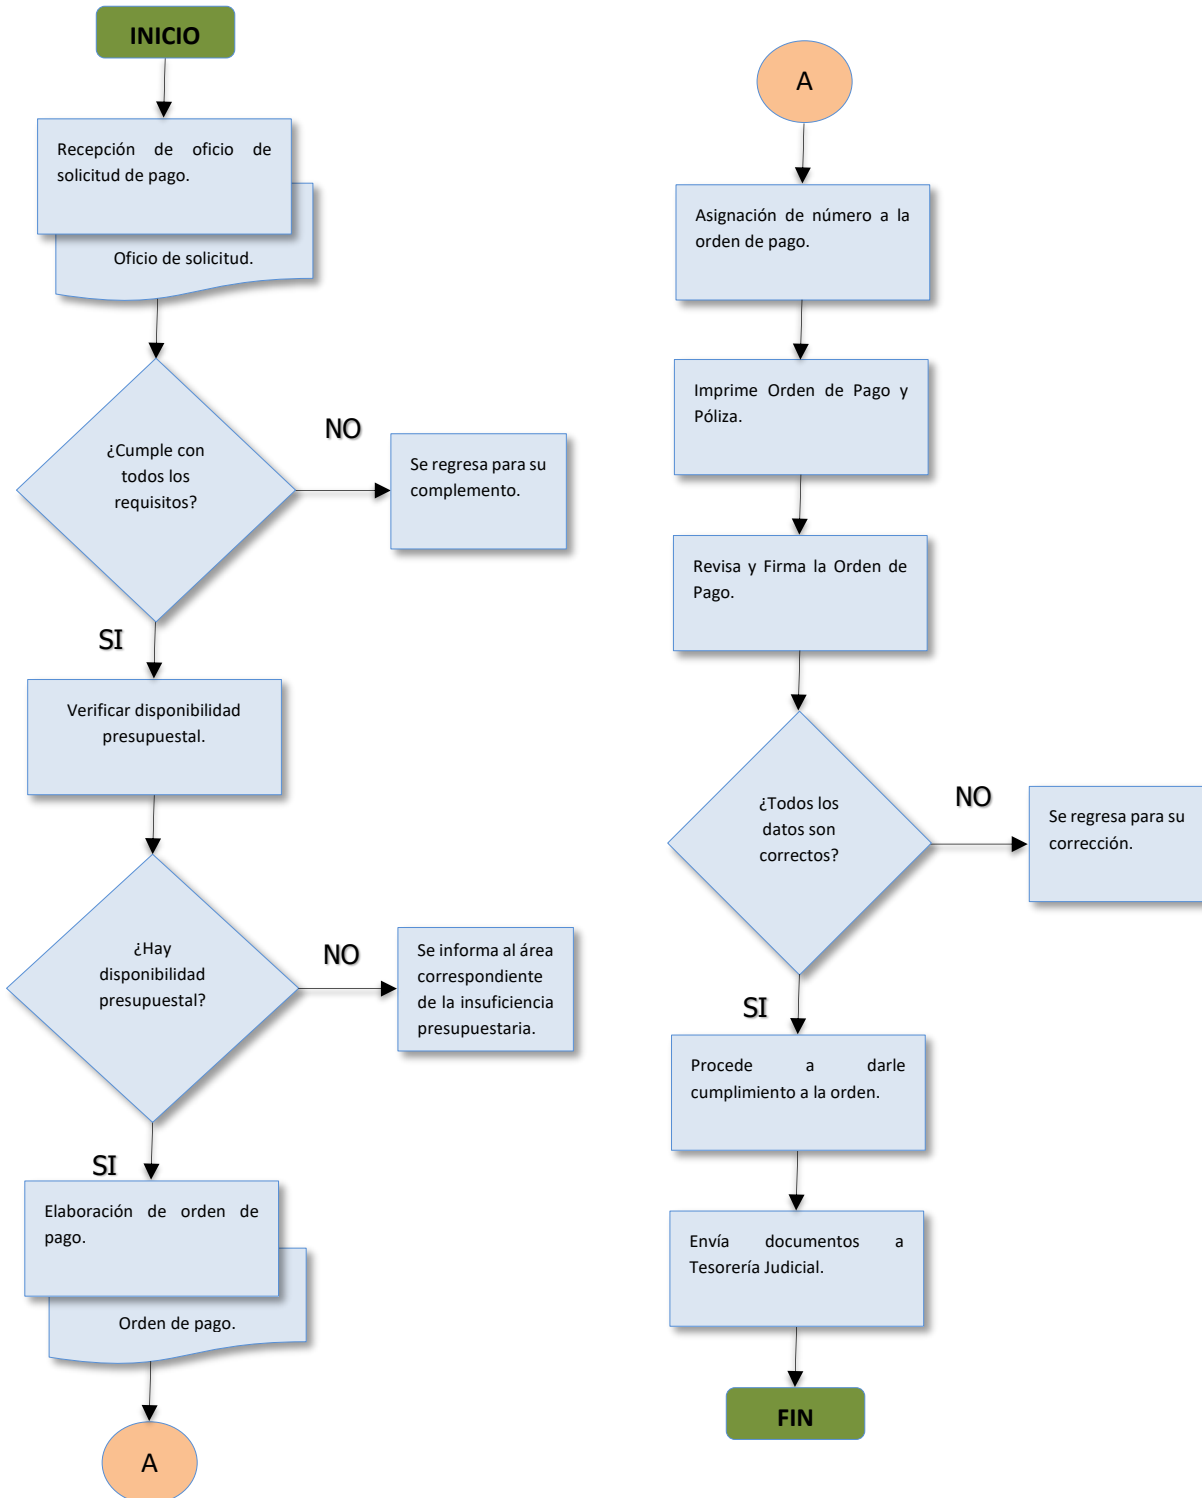 INICIO
Recepción de oficio de
solicitud de pago.
Oficio de solicitud.
¿Cumple con
todos los
requisitos?
NO
Se regresa para su
complemento.
SI
Verificar disponibilidad
presupuestal.
¿Hay
disponibilidad
presupuestal?
NO
Se informa al área
correspondiente
de la insuficiencia
presupuestaria.
SI
Elaboración de orden de
pago.
Orden de pago.
A
A
Asignación de número a la
orden de pago.
Imprime Orden de Pago y
Póliza.
Revisa y Firma la Orden de
Pago.
¿Todos los
datos son
correctos?
NO
Se regresa para su
corrección.
SI
Procede a darle
cumplimiento a la orden.
Envía documentos a
Tesorería Judicial.
FIN